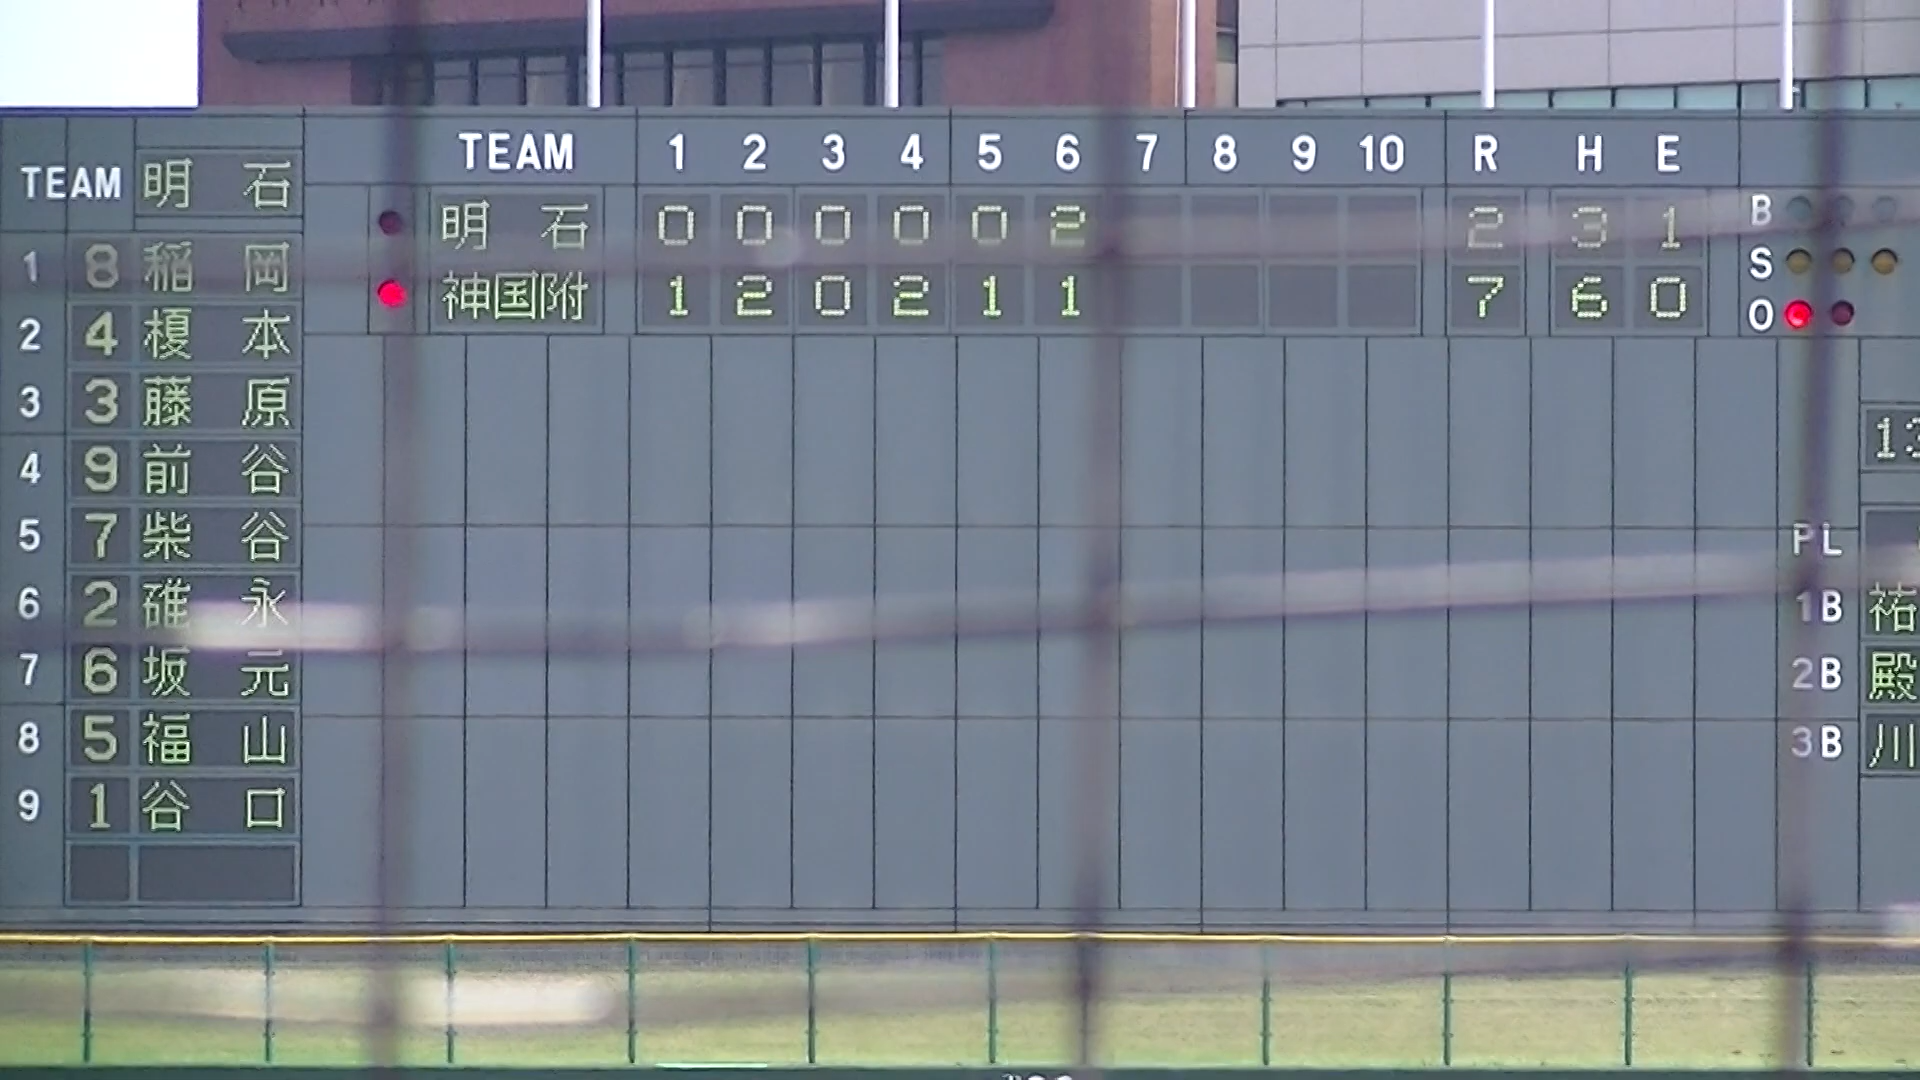 TEAM 明石
1 8 稲岡
2 4 榎本
3 3 藤原
4 9 前谷
5 7 柴谷
6 2 碓永
7 6 坂元
8 5 福山
9 1 谷口
TEAM 1 2 3 4 5 6 7 8 9 10 R H E
明石 0 0 0 0 0 2 2 3 1
神国附 1 2 0 2 1 1 7 6 0
B
S
O
PL
1B 祐
2B 殿
3B 川